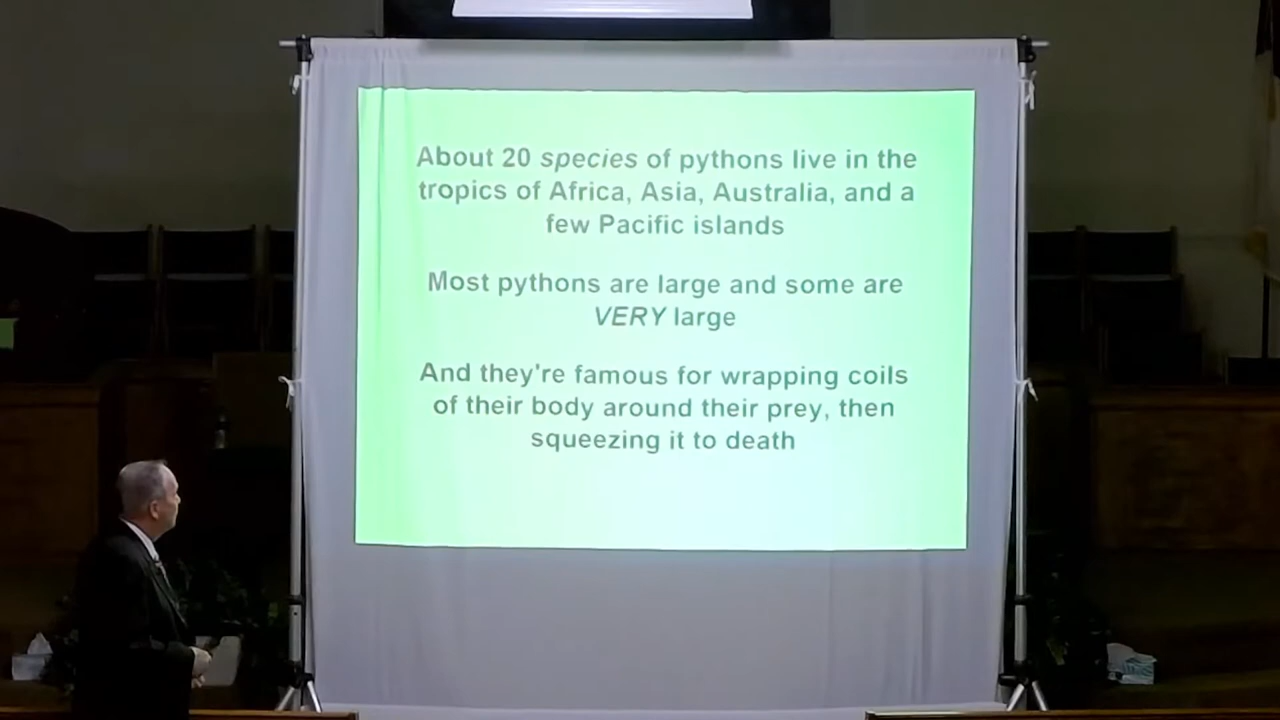 About 20 species of pythons live in the
tropics of Africa, Asia, Australia, and a
few Pacific islands
Most pythons are large and some are
VERY large
And they're famous for wrapping coils
of their body around their prey, then
squeezing it to death